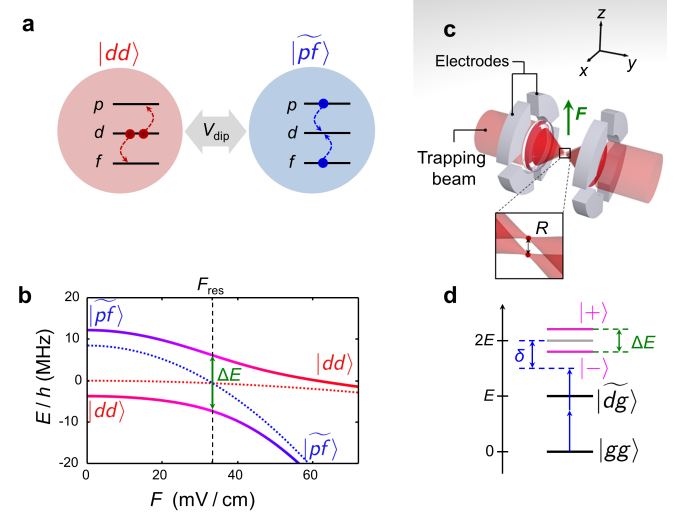 a
|dd⟩
|p͠f⟩
p
d
f
V_dip
p
d
f
c
Electrodes
z
x
y
F
Trapping
beam
R
b
F_res
|p͠f⟩
|dd⟩
ΔE
|dd⟩
|p͠f⟩
20
10
0
-10
-20
E / h (MHz)
0
20
40
60
F (mV / cm)
d
|+⟩
2E
ΔE
δ
|−⟩
E
|d͠g⟩
0
|gg⟩